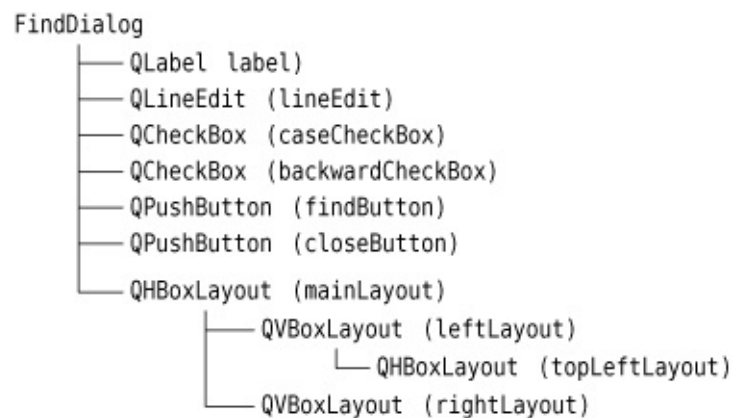 FindDialog
QLabel label)
QLineEdit (lineEdit)
QCheckBox (caseCheckBox)
QCheckBox (backwardCheckBox)
QPushButton (findButton)
QPushButton (closeButton)
QHBoxLayout (mainLayout)
QVBoxLayout (leftLayout)
QHBoxLayout (topLeftLayout)
QVBoxLayout (rightLayout)